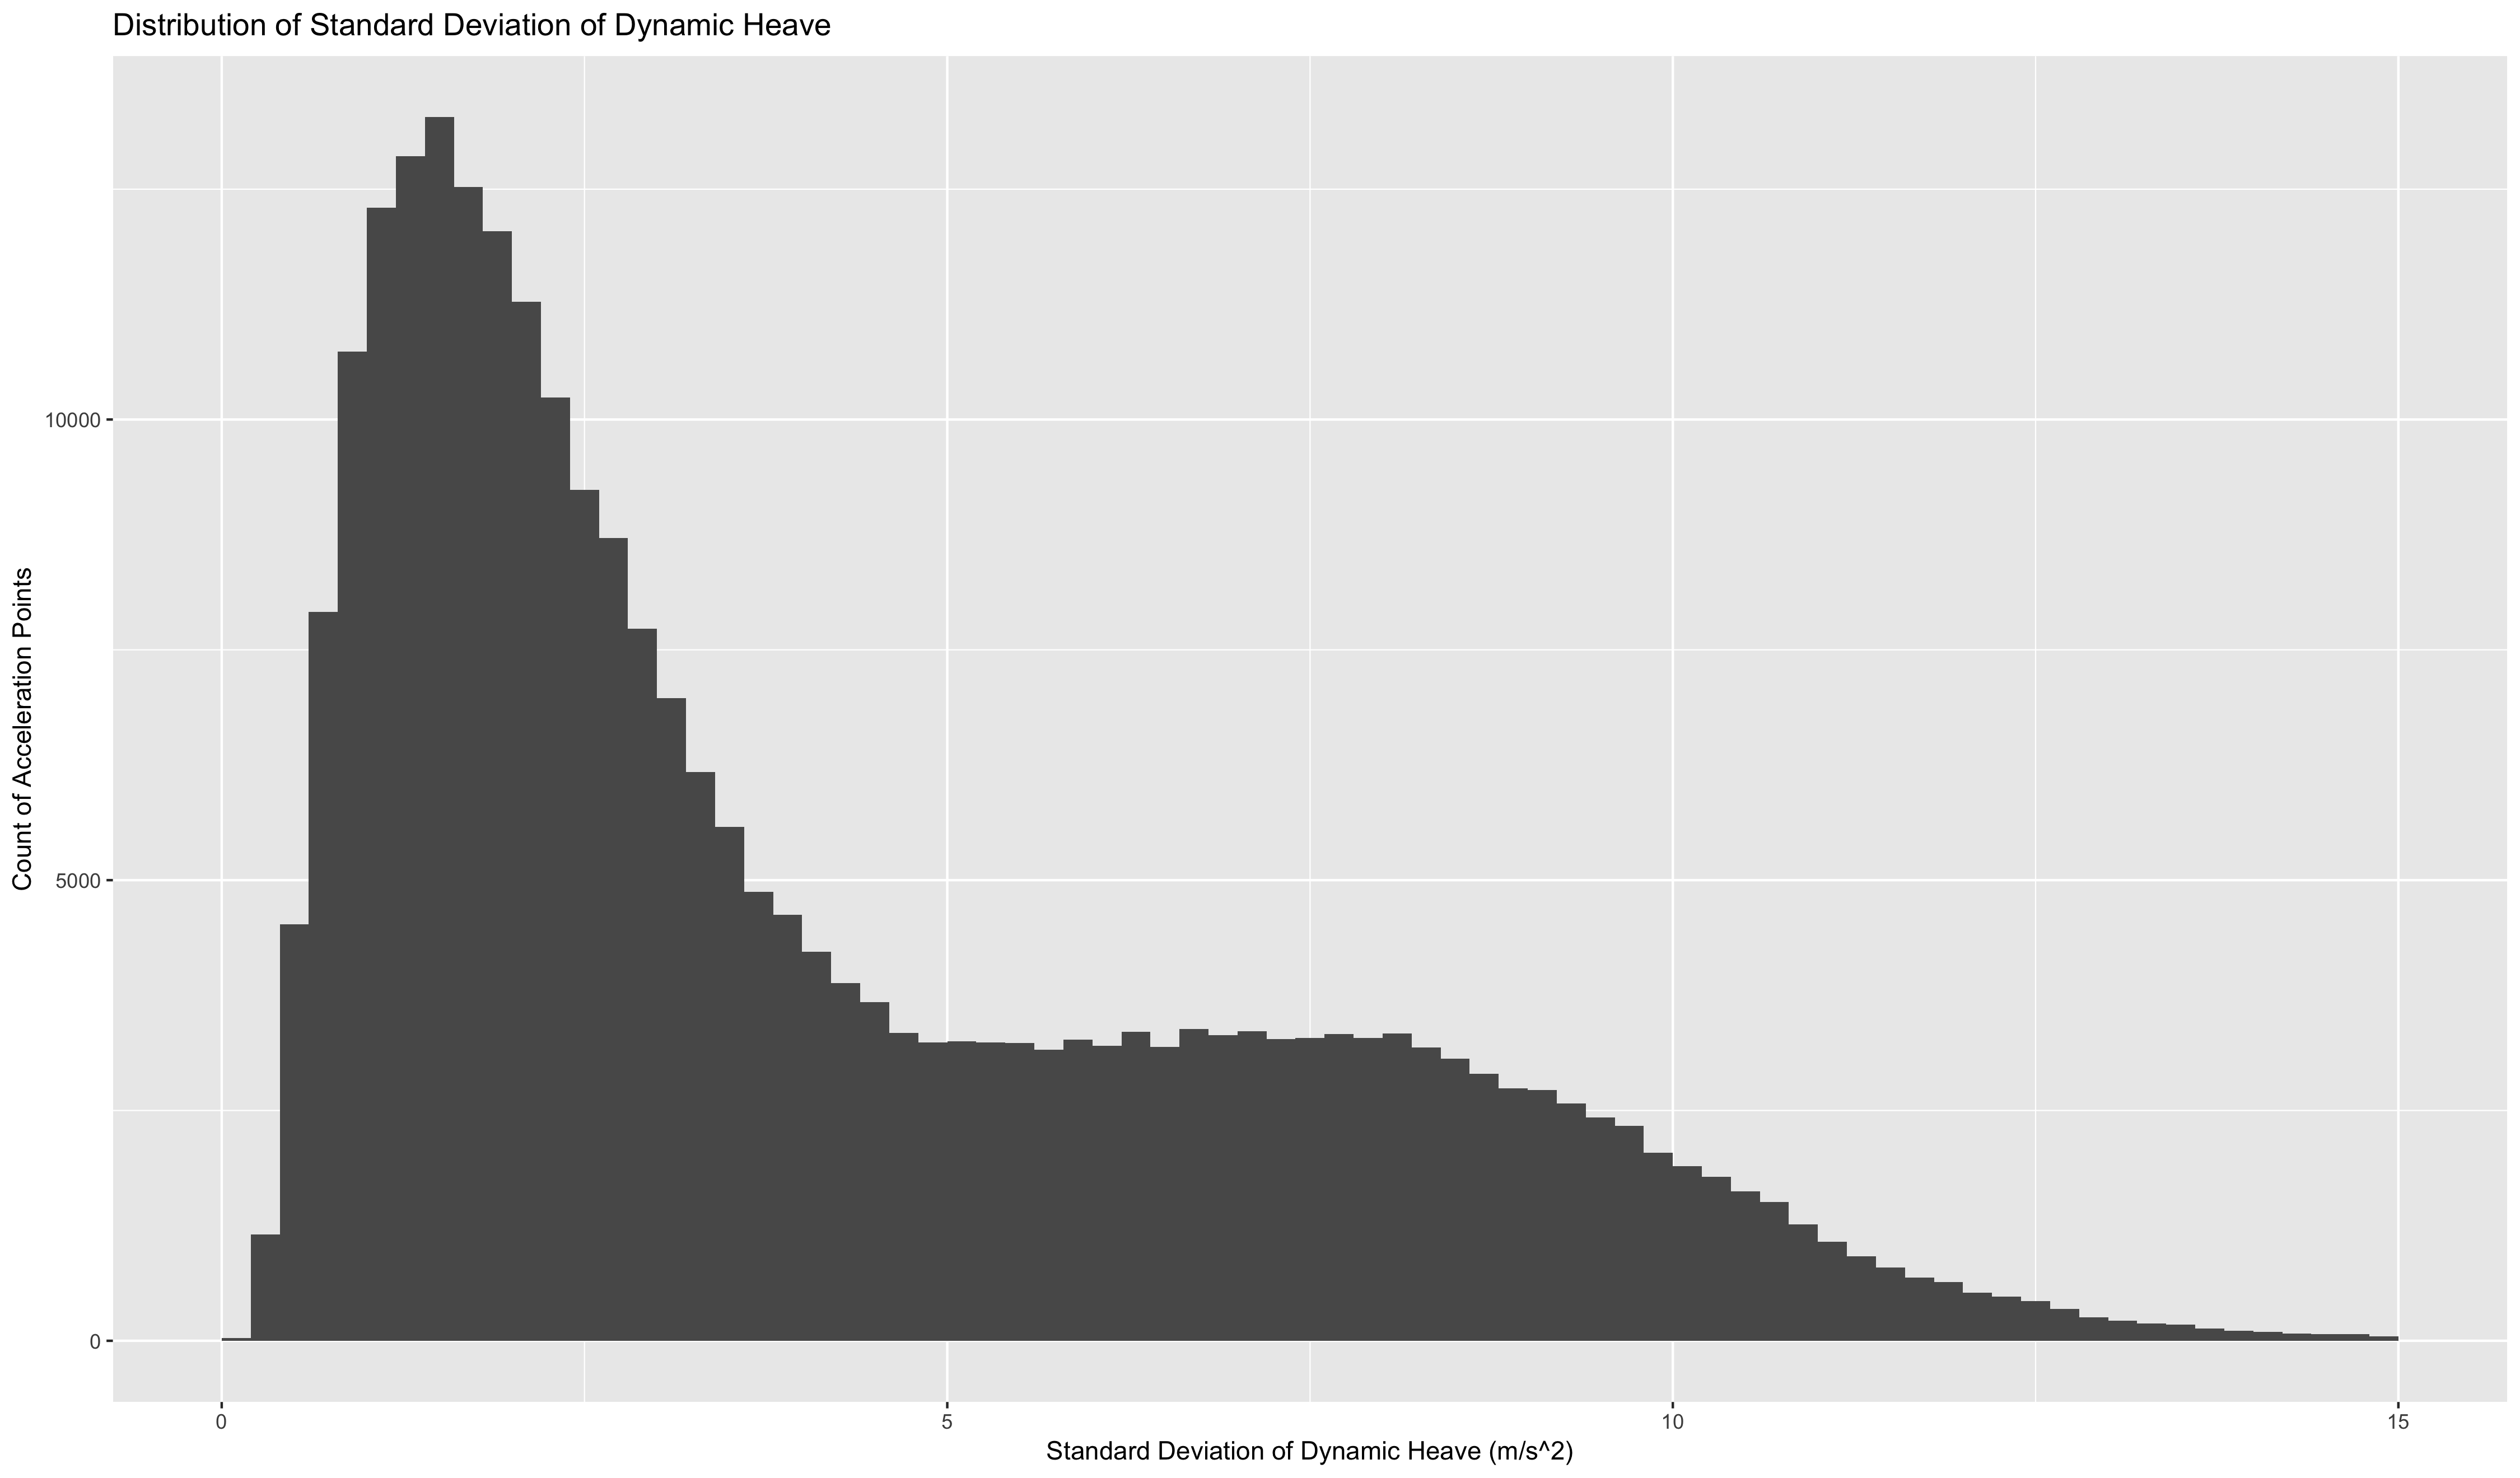 Distribution of Standard Deviation of Dynamic Heave
Count of Acceleration Points
10000
5000
0
0
5
10
15
Standard Deviation of Dynamic Heave (m/s^2)